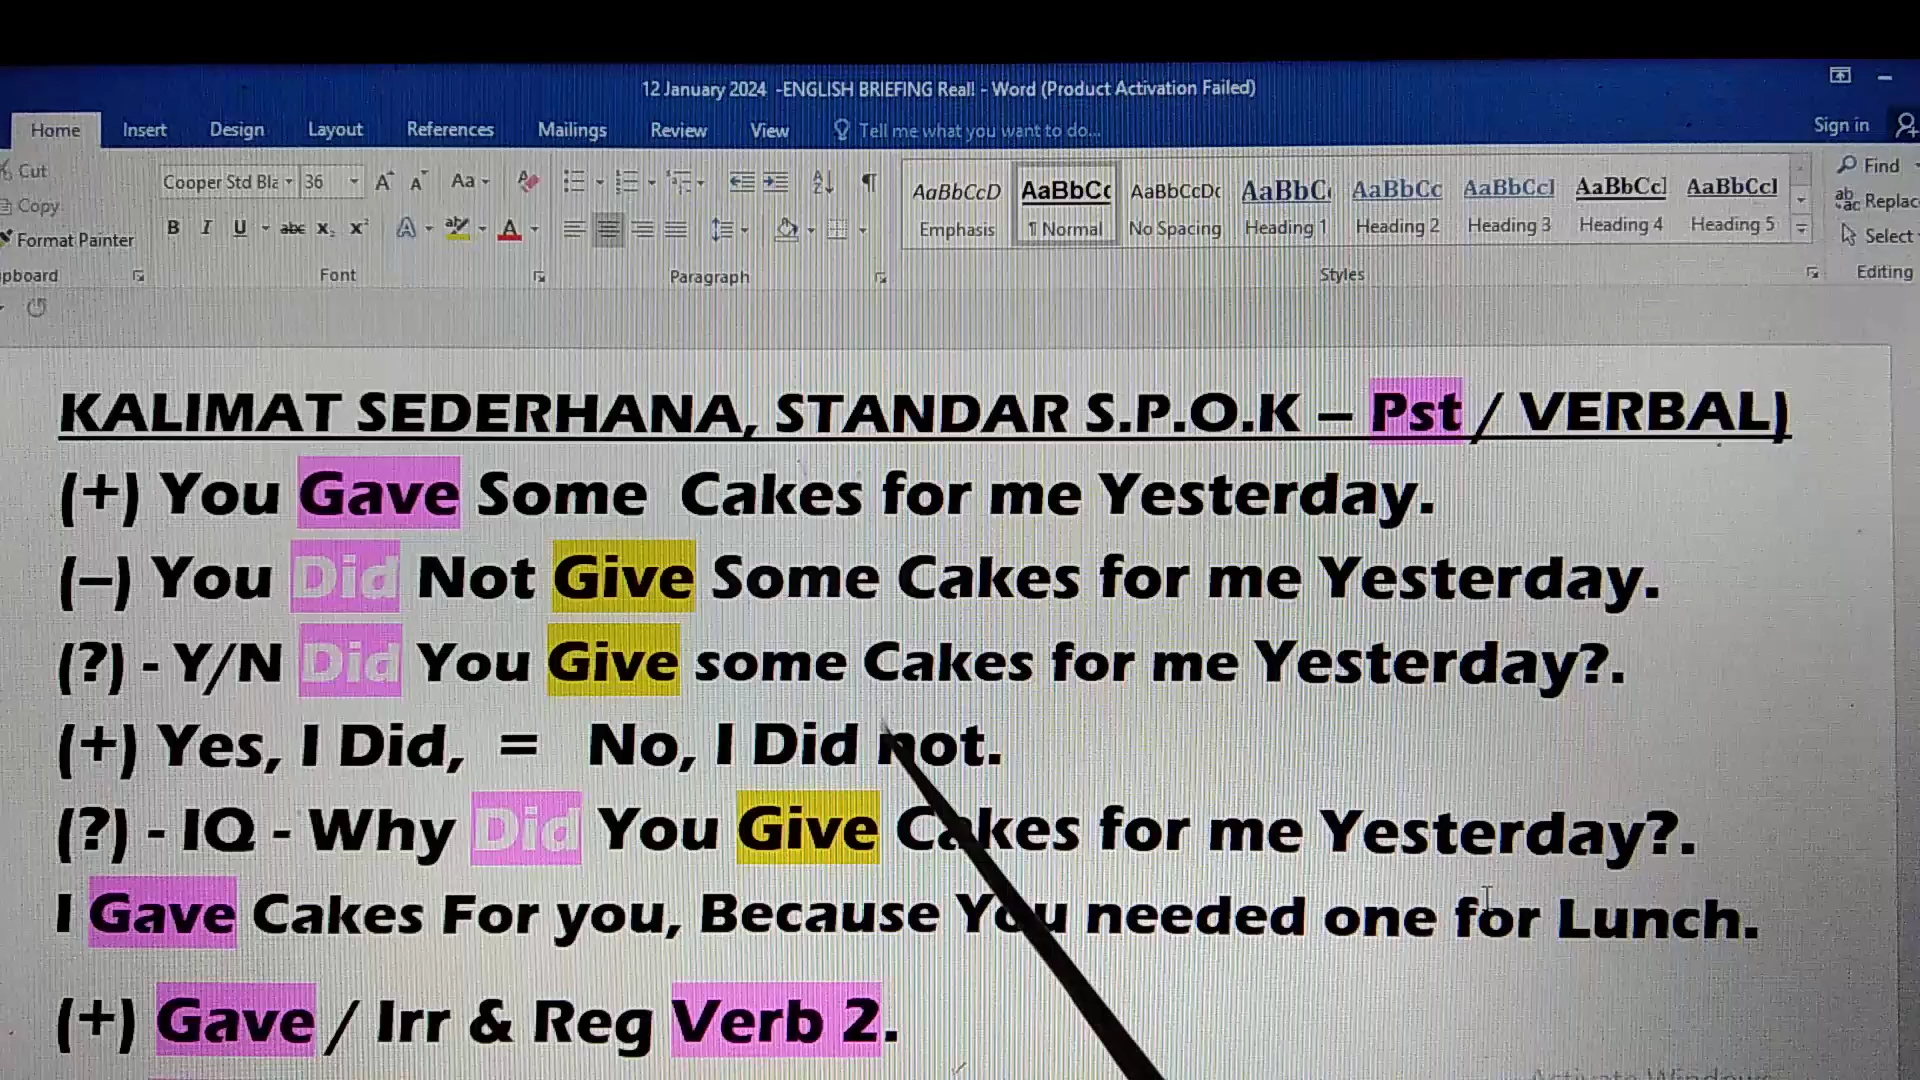 12 January 2024 -ENGLISH BRIEFING Real! - Word (Product Activation Failed)
Home Insert Design Layout References Mailings Review View Tell me what you want to do... Sign in
Cut
Copy
Format Painter
pboard
Cooper Std Bla 36
Font
Paragraph
AaBbCcD AaBbCc AaBbCcDc AaBbC AaBbCc AaBbCcI AaBbCcI AaBbCcI
Emphasis ¶ Normal No Spacing Heading 1 Heading 2 Heading 3 Heading 4 Heading 5
Styles
Find
Replac
Select
Editing
KALIMAT SEDERHANA, STANDAR S.P.O.K – Pst / VERBAL)
(+) You Gave Some Cakes for me Yesterday.
(–) You Did Not Give Some Cakes for me Yesterday.
(?) - Y/N Did You Give some Cakes for me Yesterday?.
(+) Yes, I Did, = No, I Did not.
(?) - IQ - Why Did You Give Cakes for me Yesterday?.
I Gave Cakes For you, Because You needed one for Lunch.
(+) Gave / Irr & Reg Verb 2.